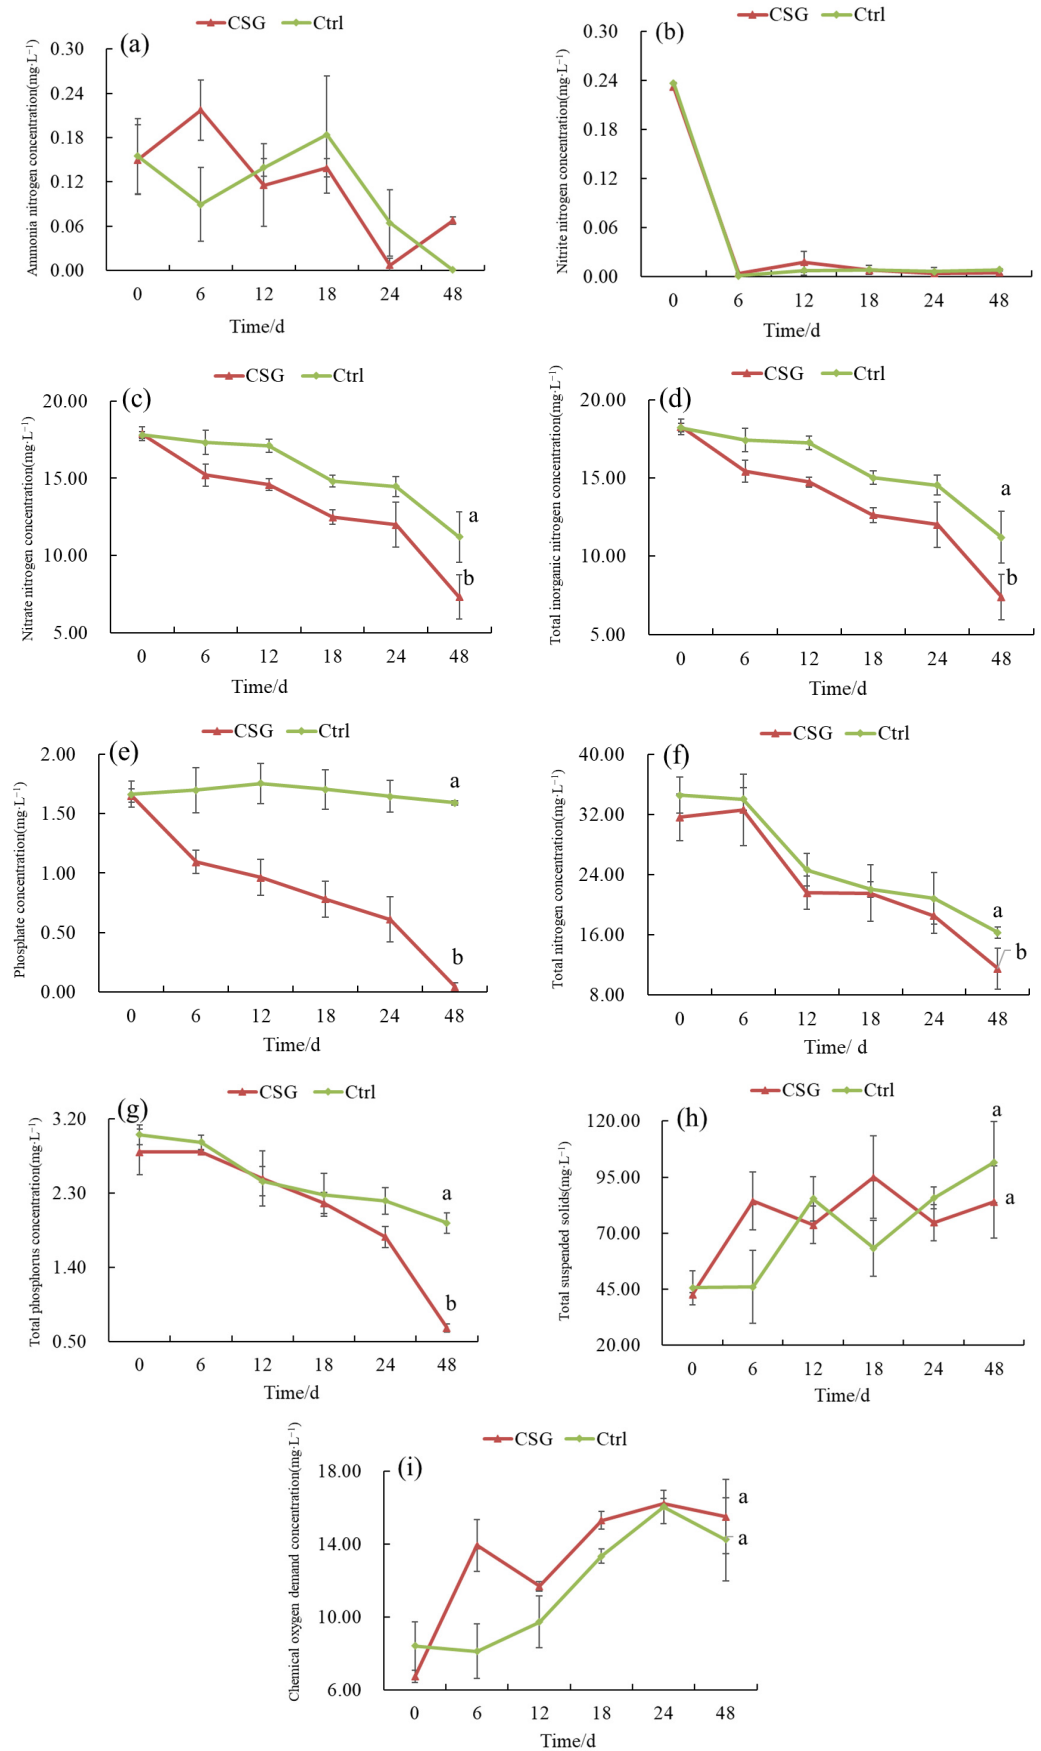 CSG Ctrl
(a)
Ammonia nitrogen concentration(mg·L⁻¹)
0.30
0.24
0.18
0.12
0.06
0.00
0 6 12 18 24 48
Time/d
CSG Ctrl
(b)
Nitrite nitrogen concentration(mg·L⁻¹)
0.30
0.24
0.18
0.12
0.06
0.00
0 6 12 18 24 48
Time/d
CSG Ctrl
(c)
Nitrate nitrogen concentration(mg·L⁻¹)
20.00
15.00
10.00
5.00
a
b
0 6 12 18 24 48
Time/d
CSG Ctrl
(d)
Total inorganic nitrogen concentration(mg·L⁻¹)
20.00
15.00
10.00
5.00
a
b
0 6 12 18 24 48
Time/d
CSG Ctrl
(e)
Phosphate concentration(mg·L⁻¹)
2.00
1.50
1.00
0.50
0.00
a
b
0 6 12 18 24 48
Time/d
CSG Ctrl
(f)
Total nitrogen concentration(mg·L⁻¹)
40.00
32.00
24.00
16.00
8.00
a
b
0 6 12 18 24 48
Time/ d
CSG Ctrl
(g)
Total phosphorus concentration(mg·L⁻¹)
3.20
2.30
1.40
0.50
a
b
0 6 12 18 24 48
Time/d
CSG Ctrl
(h)
Total suspended solids(mg·L⁻¹)
120.00
95.00
70.00
45.00
20.00
a
a
0 6 12 18 24 48
Time/d
CSG Ctrl
(i)
Chemical oxygen demand concentration(mg·L⁻¹)
18.00
14.00
10.00
6.00
a
a
0 6 12 18 24 48
Time/d